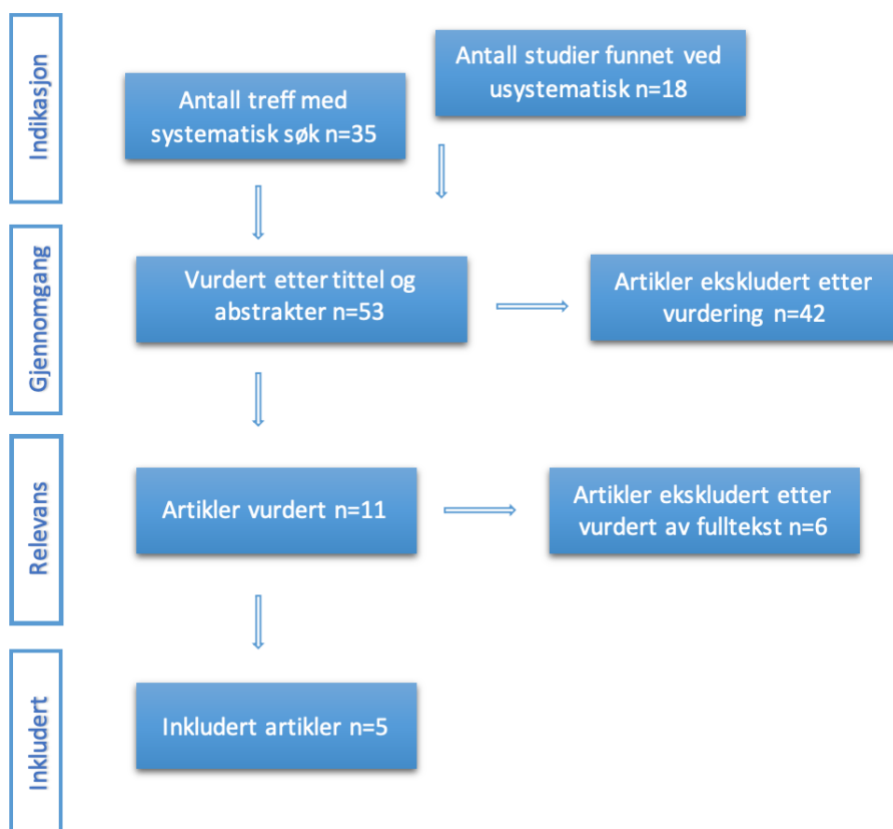 Indikasjon
Antall treff med
systematisk søk n=35
Antall studier funnet ved
usystematisk n=18
Gjennomgang
Vurdert etter tittel og
abstrakter n=53
Artikler ekskludert etter
vurdering n=42
Relevans
Artikler vurdert n=11
Artikler ekskludert etter
vurdert av fulltekst n=6
Inkludert
Inkludert artikler n=5